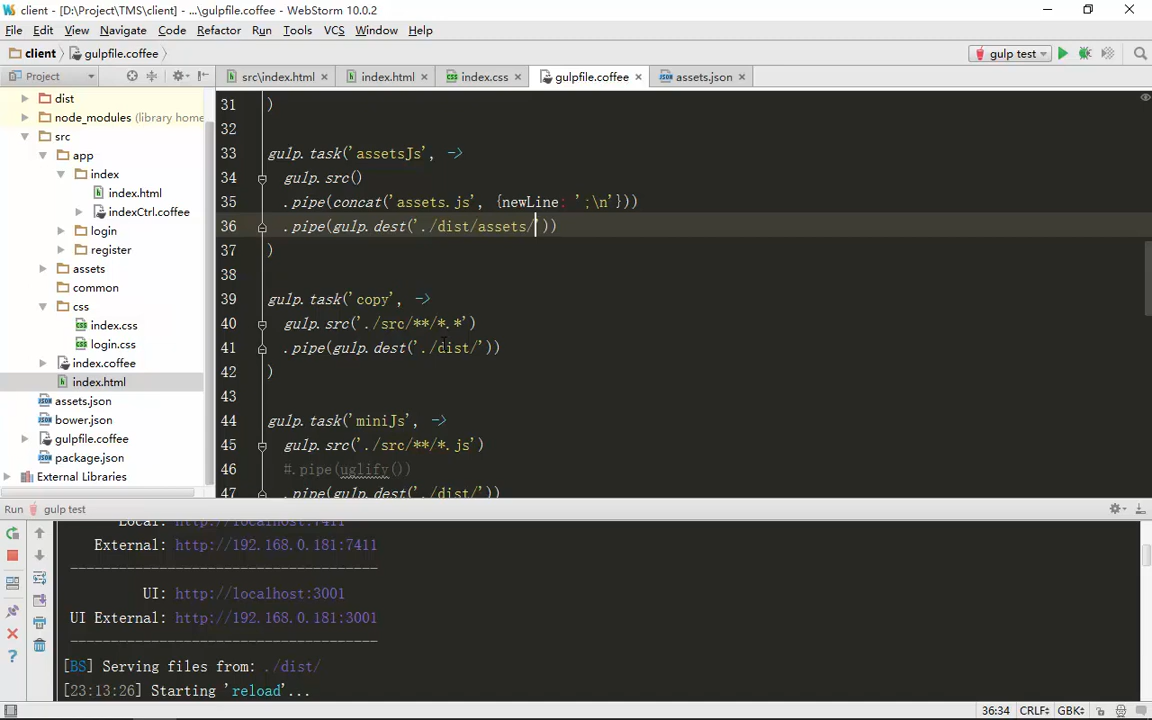 client - [D:\Project\TMS\client] - ...\gulpfile.coffee - WebStorm 10.0.2
File Edit View Navigate Code Refactor Run Tools VCS Window Help
client gulpfile.coffee gulp test
Project src\index.html index.html index.css gulpfile.coffee assets.json
dist
node_modules (library home
src
app
index
index.html
indexCtrl.coffee
login
register
assets
common
css
index.css
login.css
index.coffee
index.html
assets.json
bower.json
gulpfile.coffee
package.json
External Libraries
31 )
32
33 gulp.task('assetsJs', ->
34 gulp.src()
35 .pipe(concat('assets.js', {newLine: ';\n'}))
36 .pipe(gulp.dest('./dist/assets/'))
37 )
38
39 gulp.task('copy', ->
40 gulp.src('./src/**/*.*')
41 .pipe(gulp.dest('./dist/'))
42 )
43
44 gulp.task('miniJs', ->
45 gulp.src('./src/**/*.js')
46 #.pipe(uglify())
47 .pipe(gulp.dest('./dist/'))
Run gulp test
Local: http://localhost:7411
External: http://192.168.0.181:7411
-------------------------------------
UI: http://localhost:3001
UI External: http://192.168.0.181:3001
-------------------------------------
[BS] Serving files from: ./dist/
[23:13:26] Starting 'reload'...
36:34 CRLF GBK